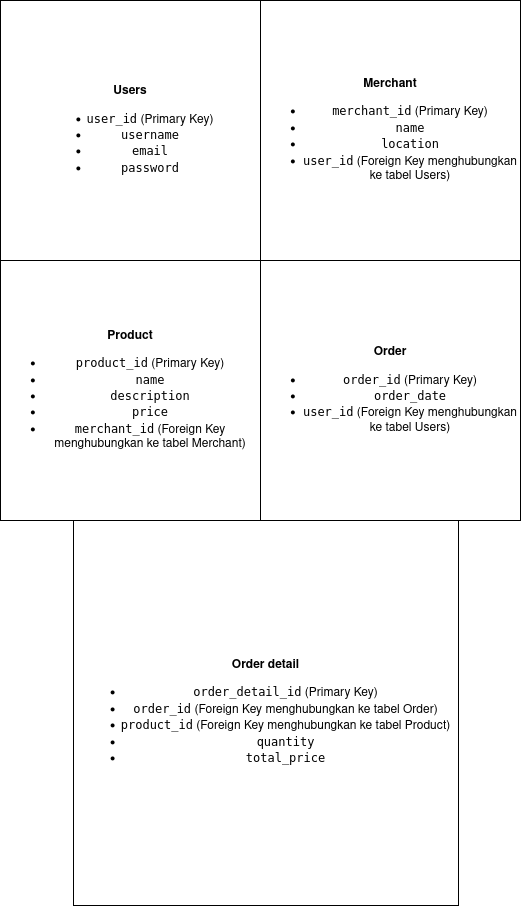 Users
• user_id (Primary Key)
• username
• email
• password
Merchant
• merchant_id (Primary Key)
• name
• location
• user_id (Foreign Key menghubungkan
ke tabel Users)
Product
• product_id (Primary Key)
• name
• description
• price
• merchant_id (Foreign Key
menghubungkan ke tabel Merchant)
Order
• order_id (Primary Key)
• order_date
• user_id (Foreign Key menghubungkan
ke tabel Users)
Order detail
• order_detail_id (Primary Key)
• order_id (Foreign Key menghubungkan ke tabel Order)
• product_id (Foreign Key menghubungkan ke tabel Product)
• quantity
• total_price